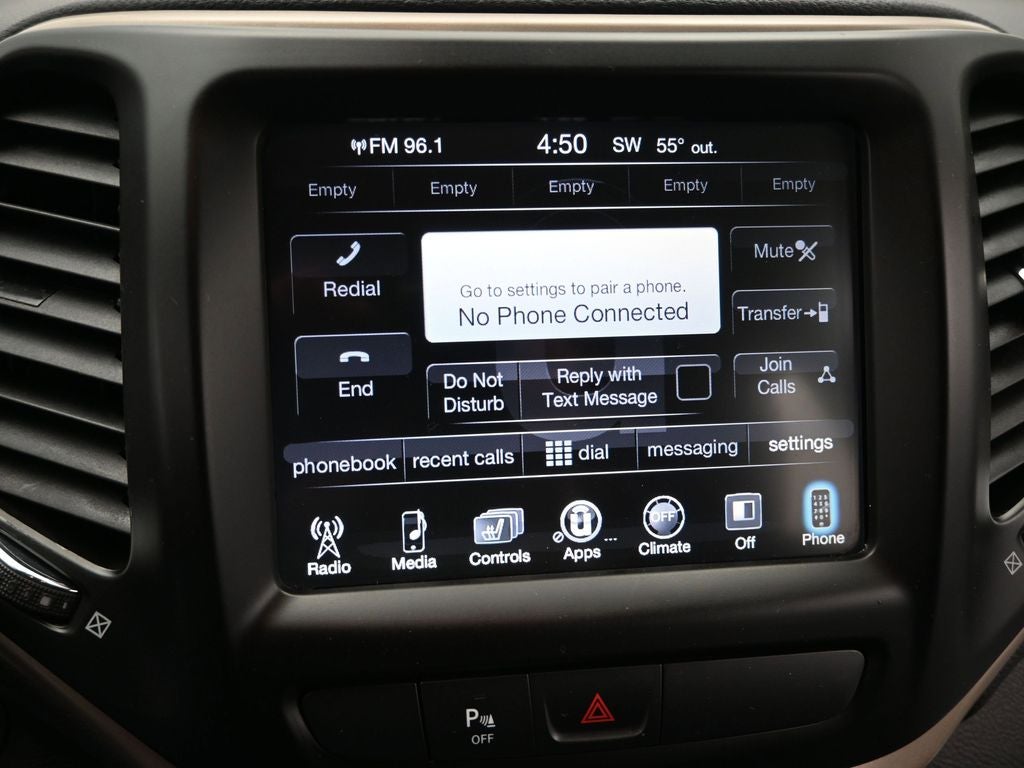 FM 96.1 4:50 SW 55° out.
Empty Empty Empty Empty Empty
Redial
Go to settings to pair a phone.
No Phone Connected
Mute
Transfer
End
Do Not
Disturb
Reply with
Text Message
Join
Calls
phonebook recent calls dial messaging settings
OFF
Radio Media Controls Apps ... Climate Off Phone
P
OFF